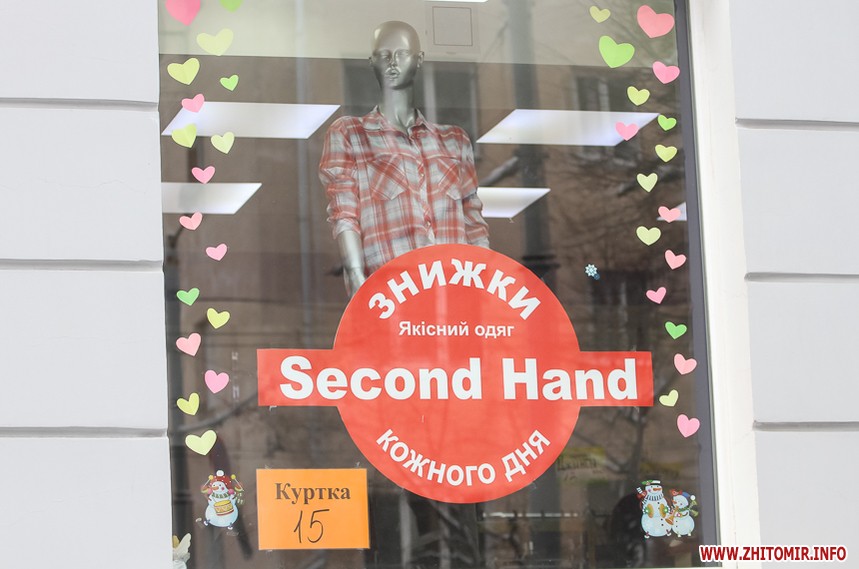 ЗНИЖКИ
Якісний одяг
Second Hand
КОЖНОГО ДНЯ
Куртка
15
WWW.ZHITOMIR.INFO